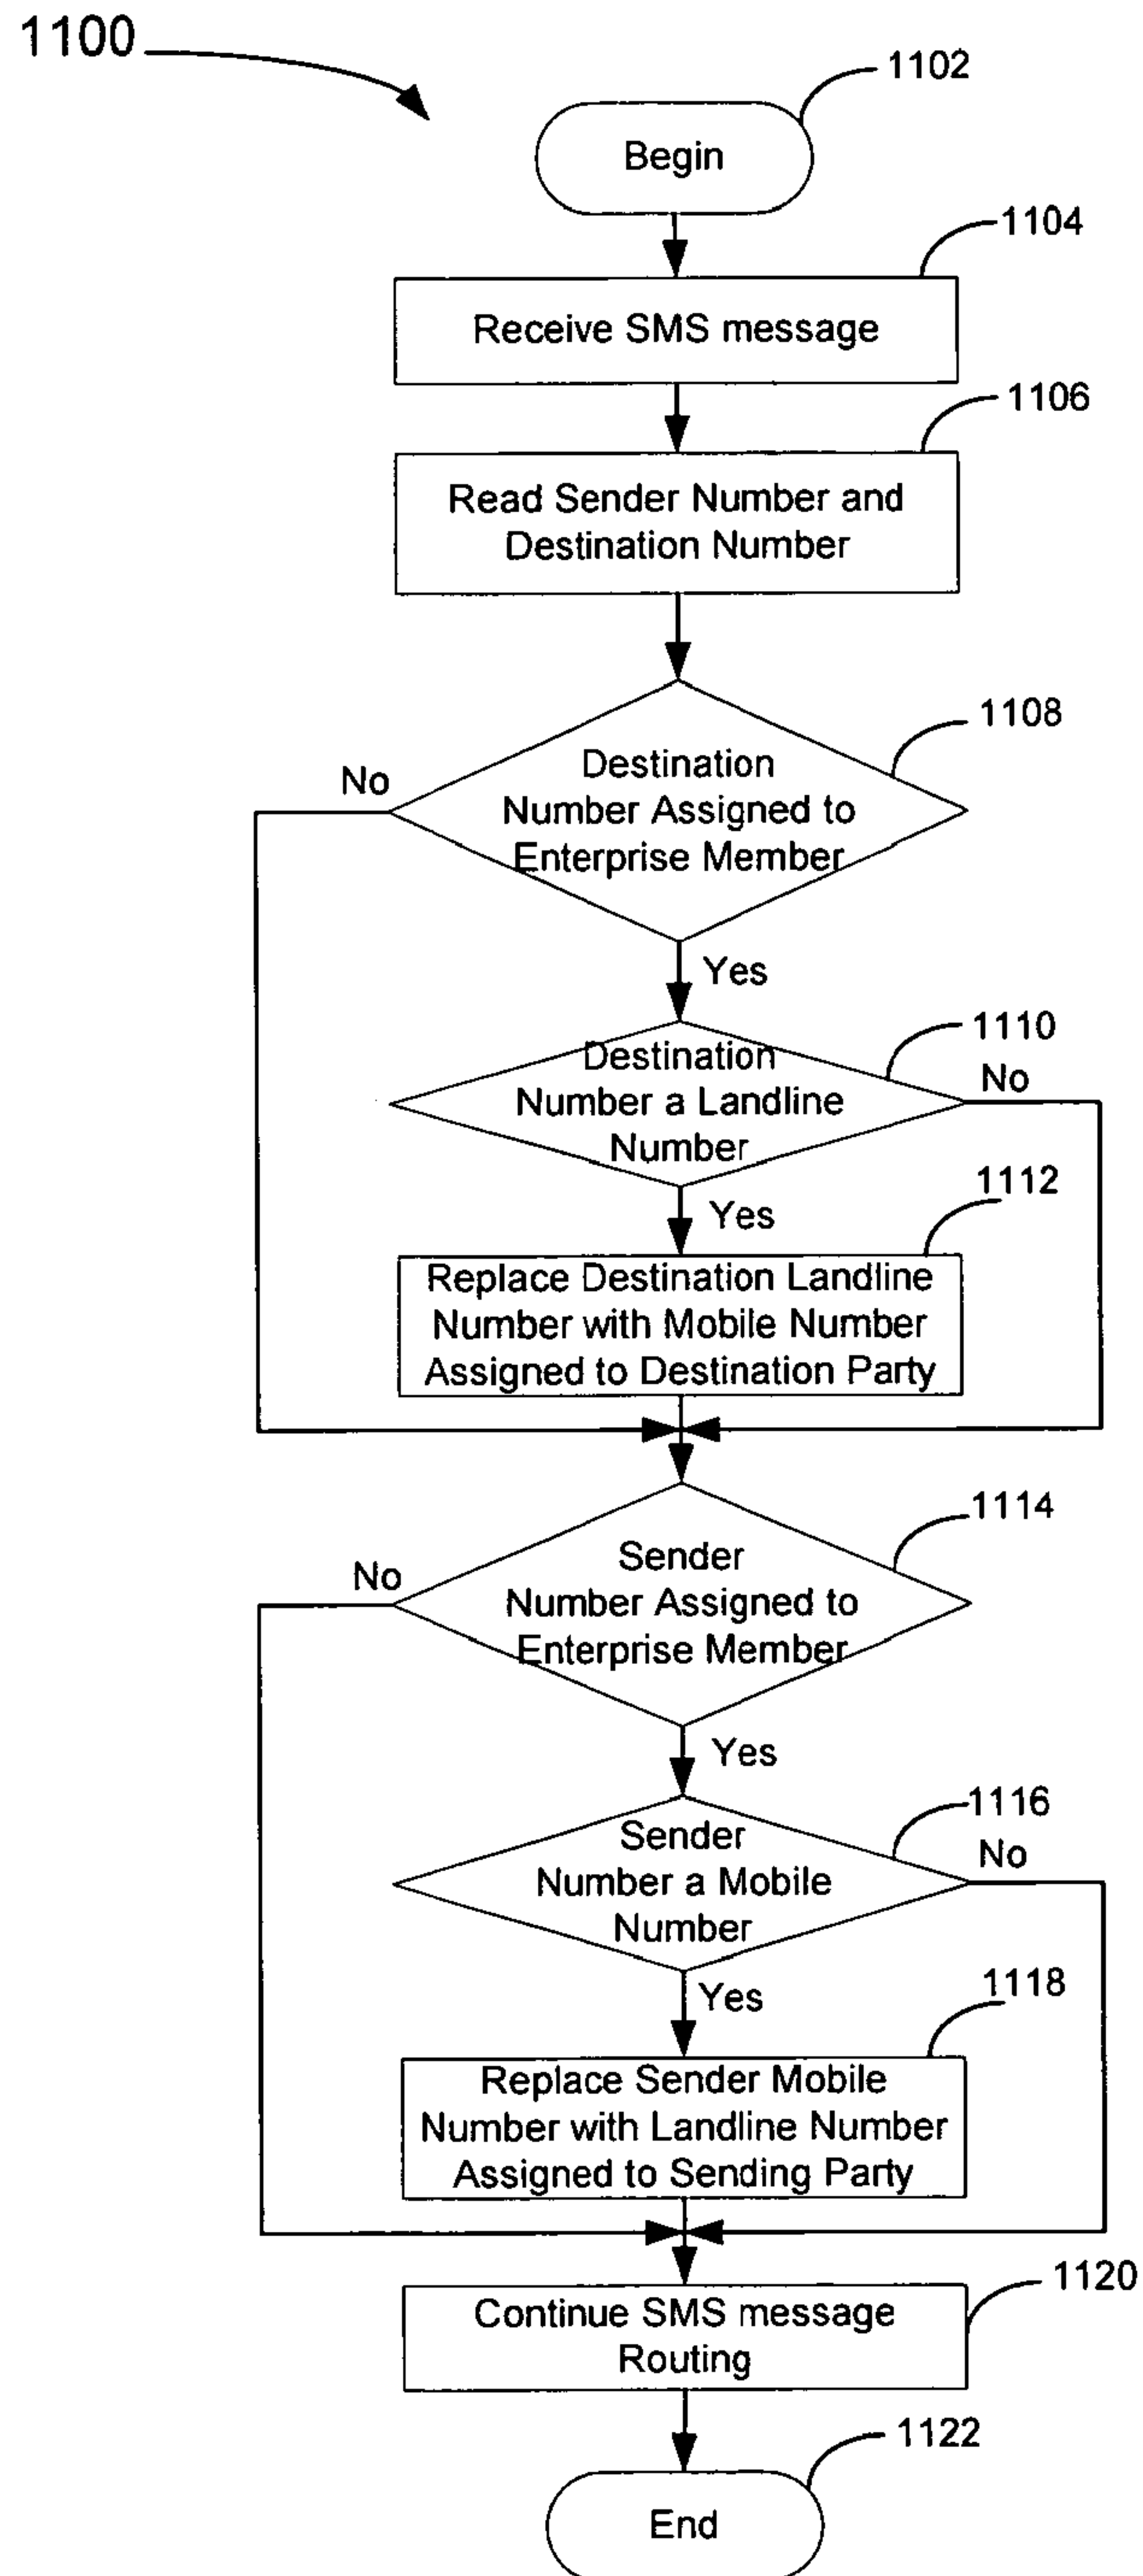 1100
1102
Begin
1104
Receive SMS message
1106
Read Sender Number and
Destination Number
1108
No
Destination
Number Assigned to
Enterprise Member
Yes
1110
Destination
Number a Landline
Number
No
1112
Yes
Replace Destination Landline
Number with Mobile Number
Assigned to Destination Party
1114
No
Sender
Number Assigned to
Enterprise Member
Yes
1116
Sender
Number a Mobile
Number
No
1118
Yes
Replace Sender Mobile
Number with Landline Number
Assigned to Sending Party
1120
Continue SMS message
Routing
1122
End